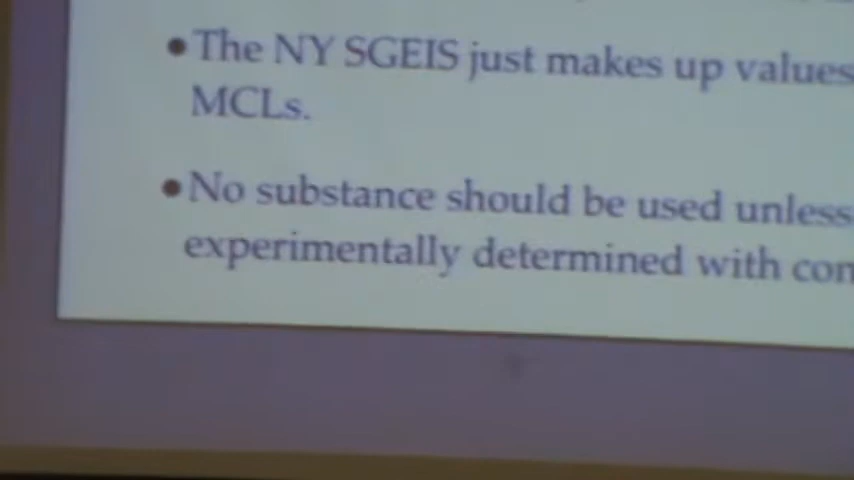 •The NY SGEIS just makes up values
MCLs.
•No substance should be used unless
experimentally determined with